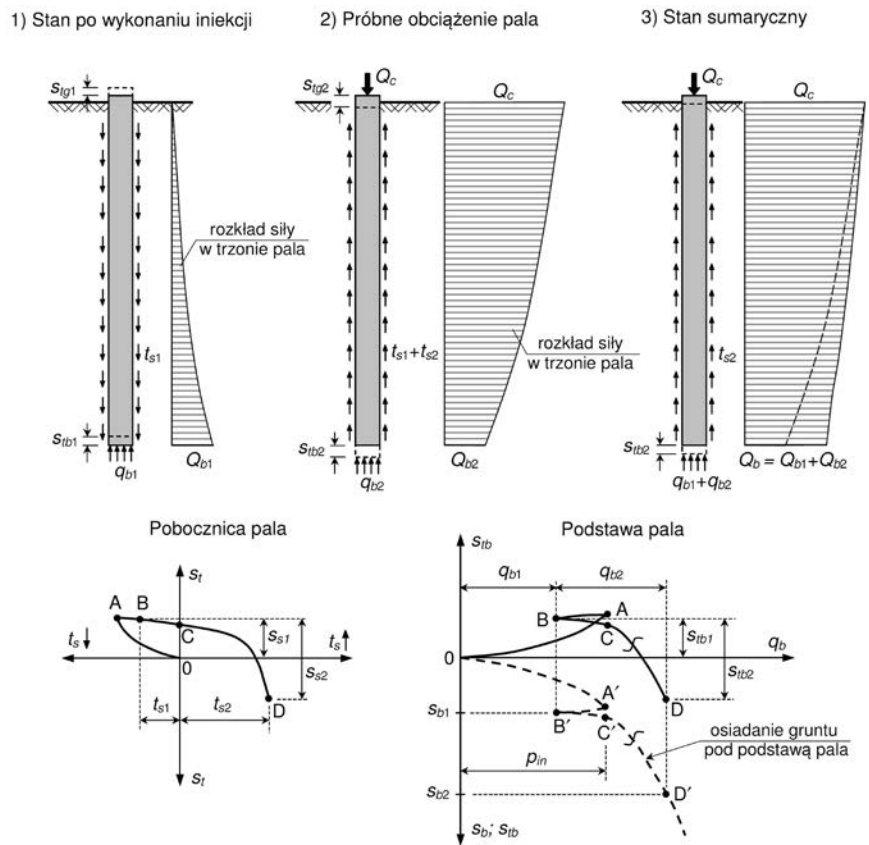 1) Stan po wykonaniu iniekcji
2) Próbne obciążenie pala
3) Stan sumaryczny
s_tg1
rozkład siły
w trzonie pala
t_s1
s_tb1
q_b1
Q_b1
s_tg2
Q_c
Q_c
t_s1+t_s2
rozkład siły
w trzonie pala
s_tb2
q_b2
Q_b2
Q_c
Q_c
t_s2
s_tb2
q_b1+q_b2
Q_b = Q_b1+Q_b2
Pobocznica pala
s_t
A
B
C
t_s
s_s1
t_s
0
s_s2
t_s1
t_s2
D
s_t
Podstawa pala
s_tb
q_b1
q_b2
A
B
C
s_tb1
q_b
0
s_tb2
D
A′
s_b1
B′
C′
osiadanie gruntu
pod podstawą pala
p_in
s_b2
D′
s_b; s_tb